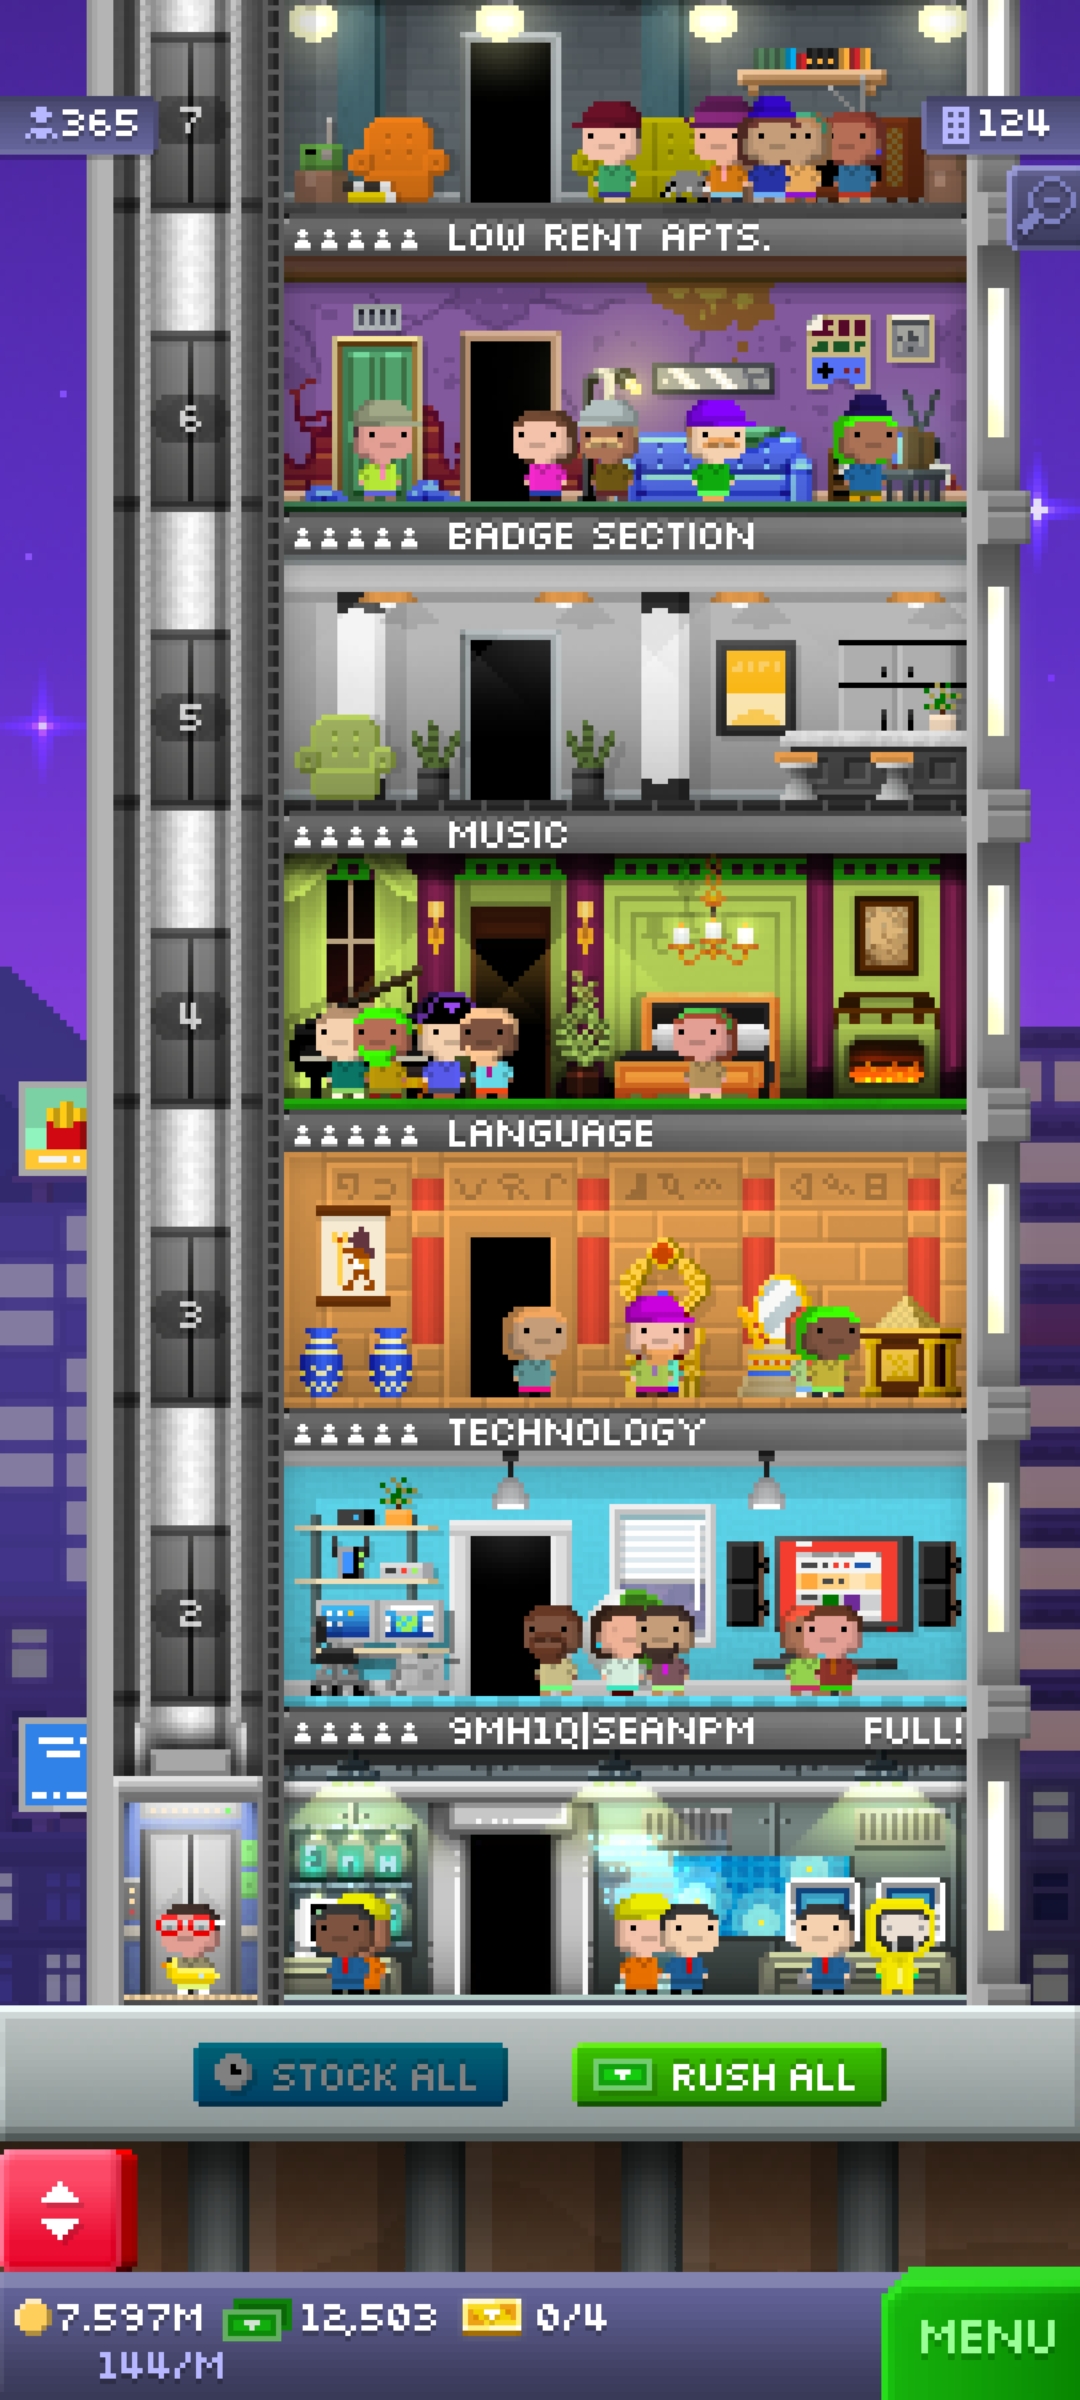 7
365
124
LOW RENT APTS.
6
BADGE SECTION
5
MUSIC
4
LANGUAGE
3
TECHNOLOGY
2
9MH1Q|SEANPM FULL!
STOCK ALL
RUSH ALL
7.597M 12,503 0/4
144/M
MENU